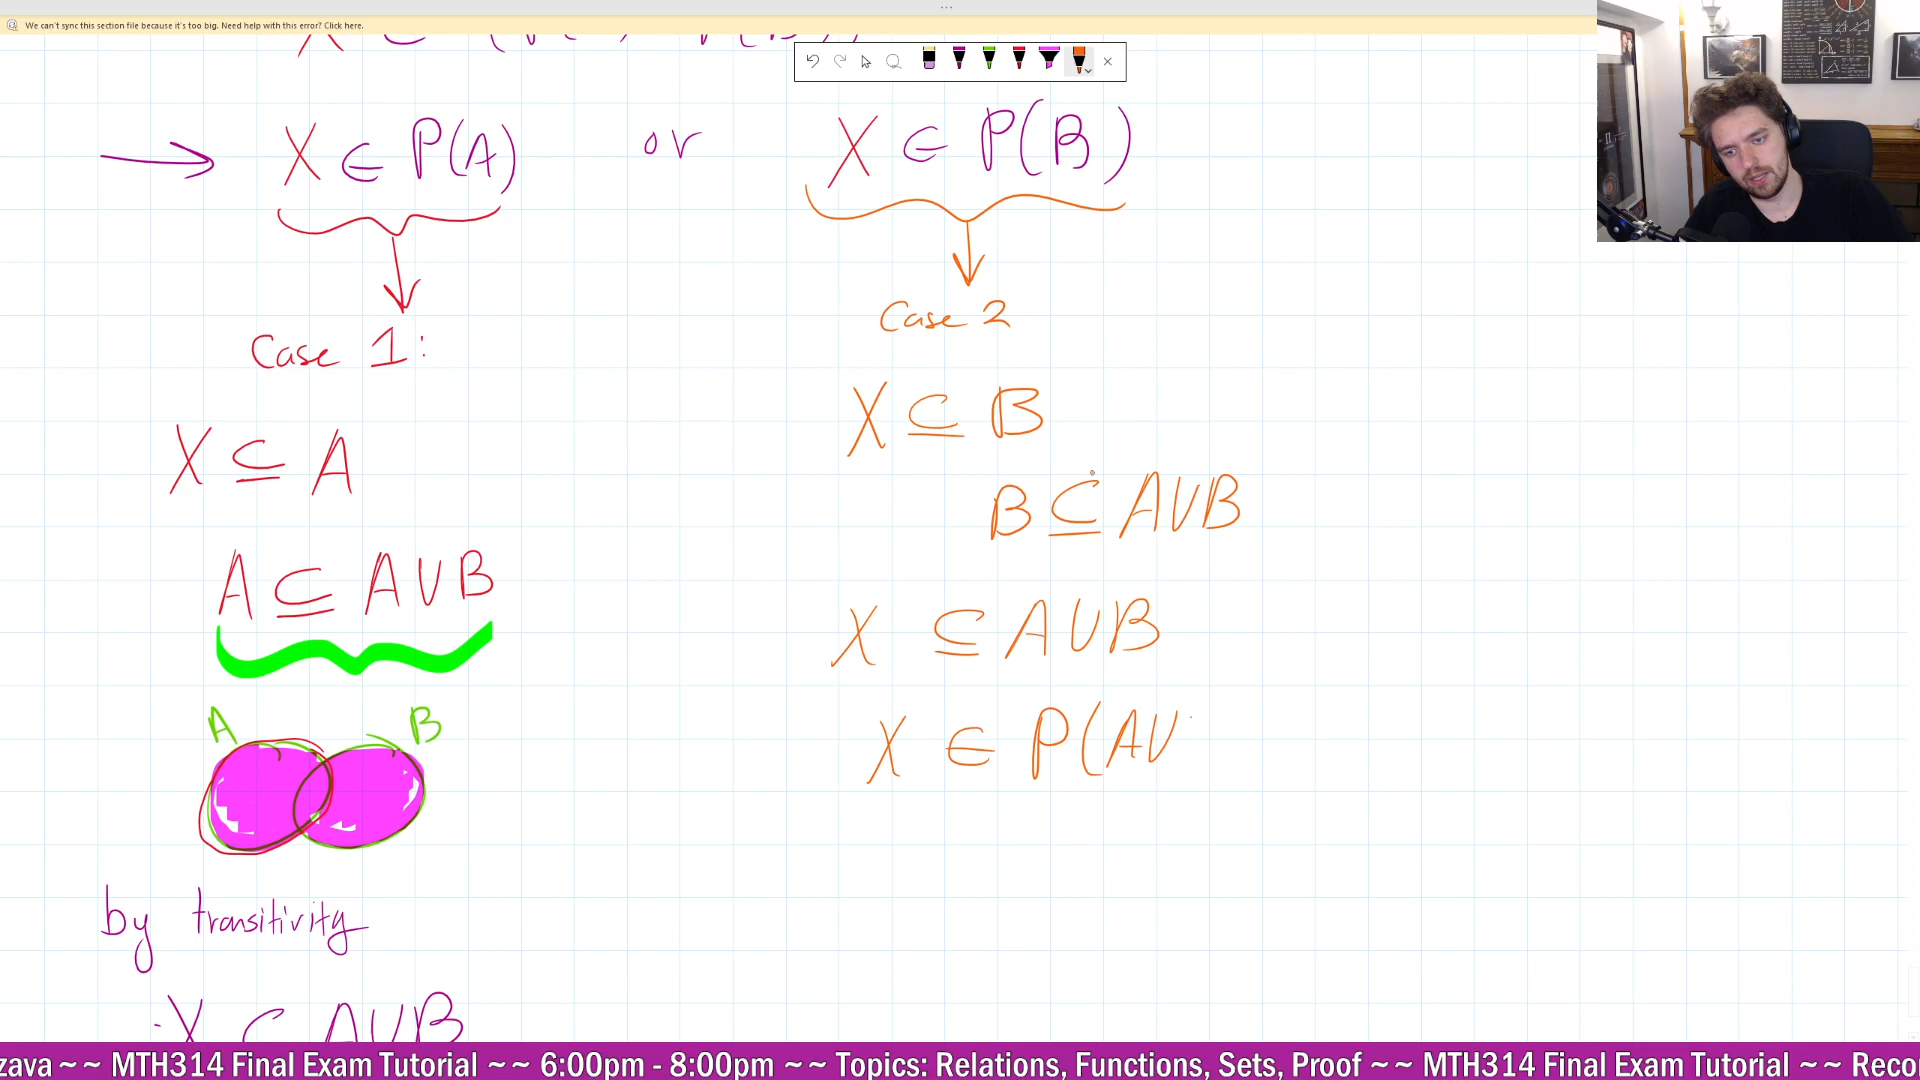 We can't sync this section file because it's too big. Need help with this error? Click here.
X ∈ P(A) or X ∈ P(B)
Case 1:
X ⊆ A
A ⊆ A ∪ B
A B
by transitivity
X ⊆ A ∪ B
Case 2
X ⊆ B
B ⊆ A ∪ B
X ⊆ A ∪ B
X ∈ P(A ∪
zava ~ ~ MTH314 Final Exam Tutorial ~ ~ 6:00pm - 8:00pm ~ ~ Topics: Relations, Functions, Sets, Proof ~ ~ MTH314 Final Exam Tutorial ~ ~ Reco